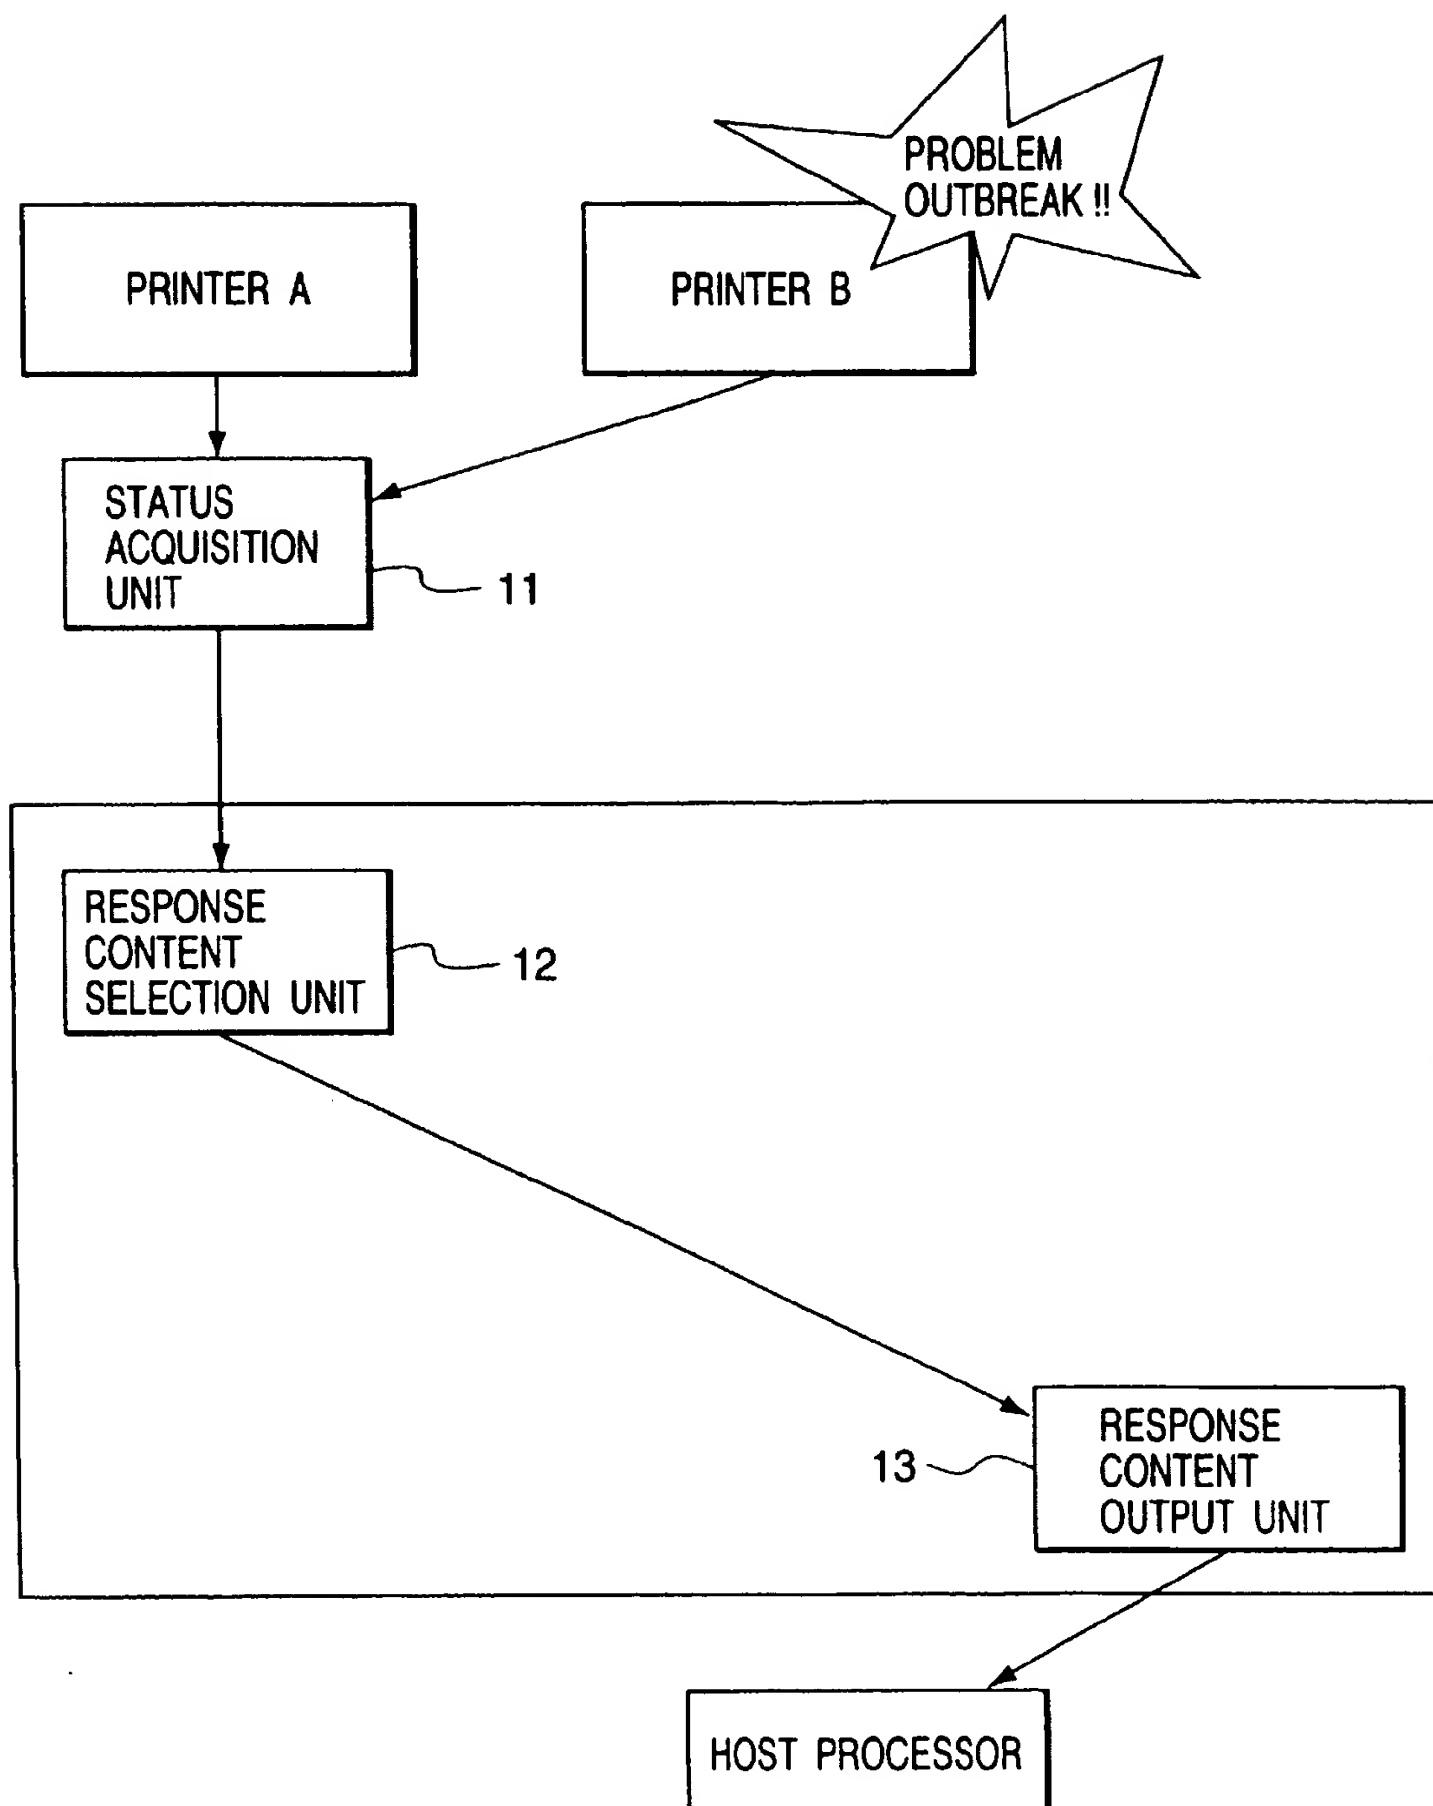 PROBLEM
OUTBREAK !!
PRINTER A
PRINTER B
STATUS
ACQUISITION
UNIT
11
RESPONSE
CONTENT
SELECTION UNIT
12
13
RESPONSE
CONTENT
OUTPUT UNIT
HOST PROCESSOR